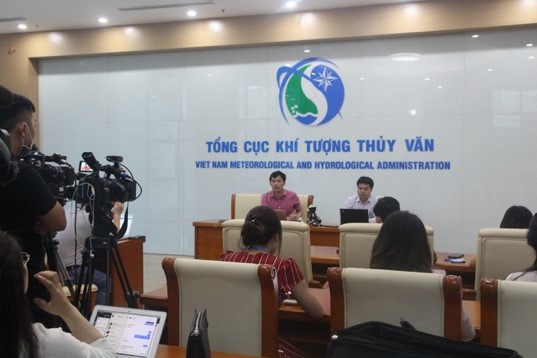 TỔNG CỤC KHÍ TƯỢNG THỦY VĂN
VIET NAM METEOROLOGICAL AND HYDROLOGICAL ADMINISTRATION